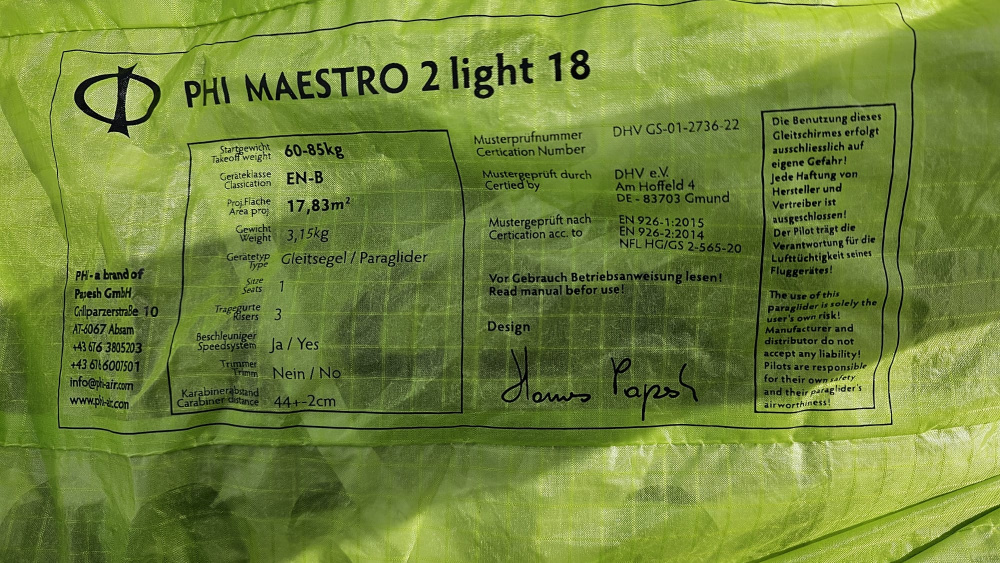 PHI MAESTRO 2 light 18
Startgewicht
Takeoff weight 60-85kg
Geräteklasse
Classication EN-B
Proj.Fläche
Area proj. 17,83m²
Gewicht
Weight 3,15kg
Gerätetyp
Type Gleitsegel / Paraglider
Sitze
Seats 1
Tragegurte
Risers 3
Beschleuniger
Speedsystem Ja / Yes
Trimmer
Trimm Nein / No
Karabinerabstand
Carabiner distance 44+-2cm
PHI - a brand of
Papesh GmbH
Grillparzerstraße 10
AT-6067 Absam
+43 676 3805203
+43 676 6007501
info@phi-air.com
www.phi-air.com
Musterprüfnummer
Certication Number DHV GS-01-2736-22
Mustergeprüft durch
Certied by
DHV e.V.
Am Hoffeld 4
DE - 83703 Gmund
Mustergeprüft nach
Certication acc. to
EN 926-1:2015
EN 926-2:2014
NFL HG/GS 2-565-20
Vor Gebrauch Betriebsanweisung lesen!
Read manual befor use!
Design
Hannes Papesh
Die Benutzung dieses
Gleitschirmes erfolgt
ausschliesslich auf
eigene Gefahr!
Jede Haftung von
Hersteller und
Vertreiber ist
ausgeschlossen!
Der Pilot trägt die
Verantwortung für die
Lufttüchtigkeit seines
Fluggerätes!
The use of this
paraglider is solely the
user's own risk!
Manufacturer and
distributor do not
accept any liability!
Pilots are responsible
for their own safety
and their paraglider's
airworthiness!